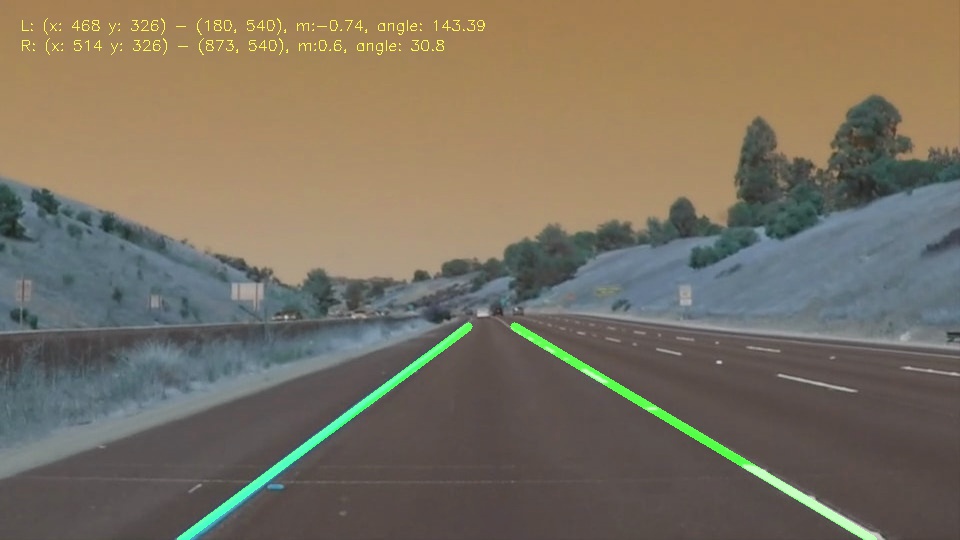 L: (x: 468 y: 326) - (180, 540), m:-0.74, angle: 143.39
R: (x: 514 y: 326) - (873, 540), m:0.6, angle: 30.8